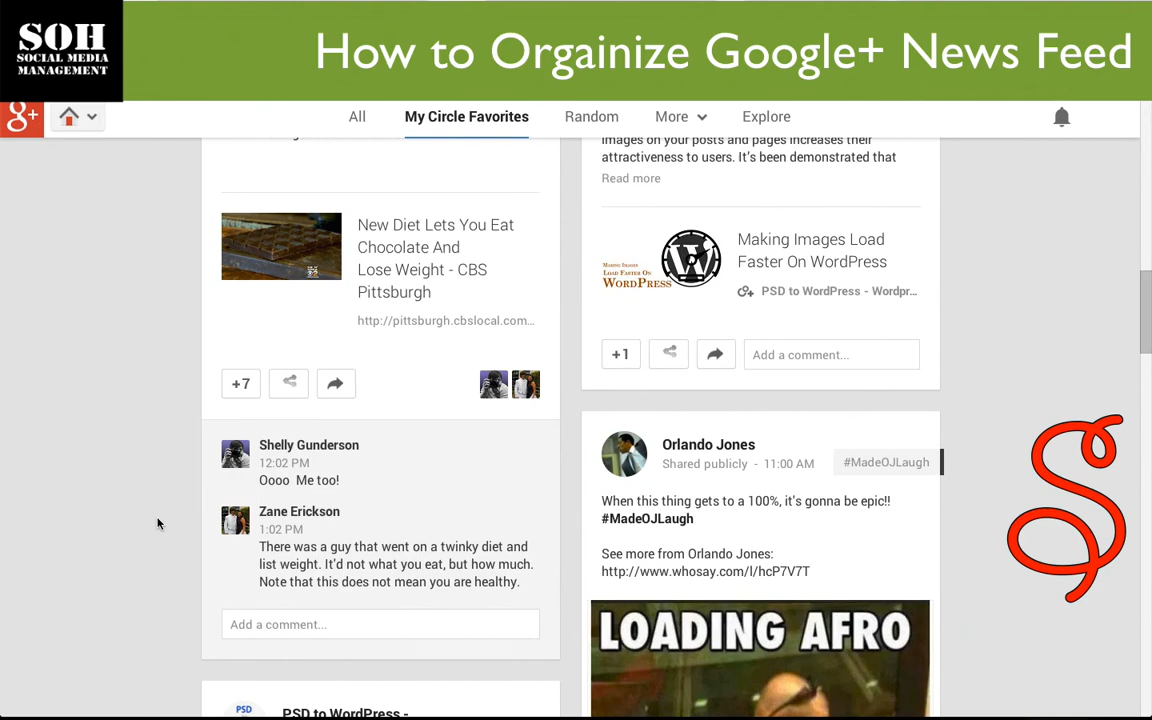 SOH
SOCIAL MEDIA
MANAGEMENT
How to Orgainize Google+ News Feed
g+
All
My Circle Favorites
Random
More
Explore
images on your posts and pages increases their
attractiveness to users. It's been demonstrated that
Read more
New Diet Lets You Eat
Chocolate And
Lose Weight - CBS
Pittsburgh
http://pittsburgh.cbslocal.com...
+7
Shelly Gunderson
12:02 PM
Oooo Me too!
Zane Erickson
1:02 PM
There was a guy that went on a twinky diet and
list weight. It'd not what you eat, but how much.
Note that this does not mean you are healthy.
Add a comment...
PSD
PSD to WordPress -
MAKING IMAGES
LOAD FASTER ON
WORDPRESS
Making Images Load
Faster On WordPress
PSD to WordPress - Wordpr...
+1
Add a comment...
Orlando Jones
Shared publicly - 11:00 AM
#MadeOJLaugh
When this thing gets to a 100%, it's gonna be epic!!
#MadeOJLaugh
See more from Orlando Jones:
http://www.whosay.com/l/hcP7V7T
LOADING AFRO